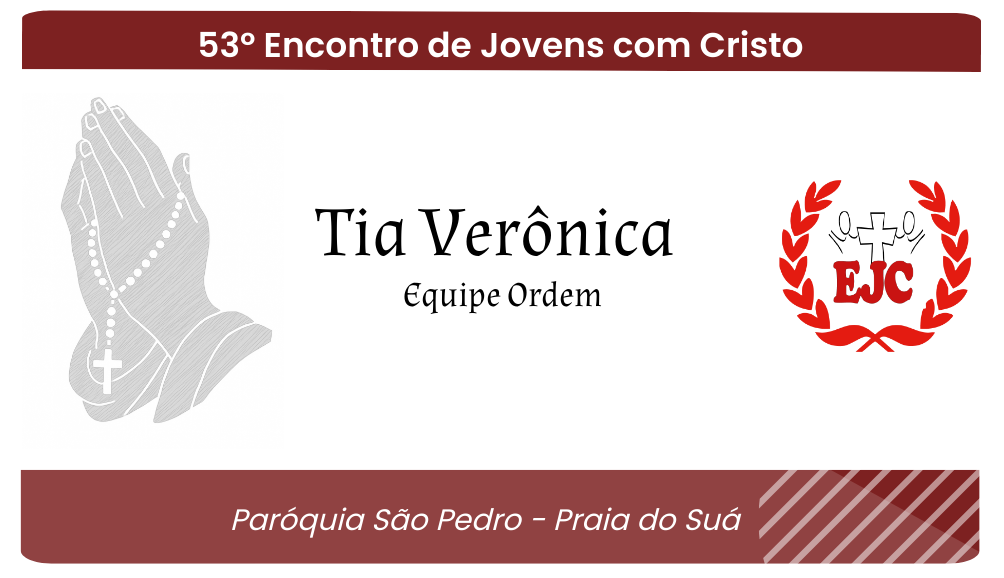 53º Encontro de Jovens com Cristo
Tia Verônica
Equipe Ordem
EJC
Paróquia São Pedro - Praia do Suá